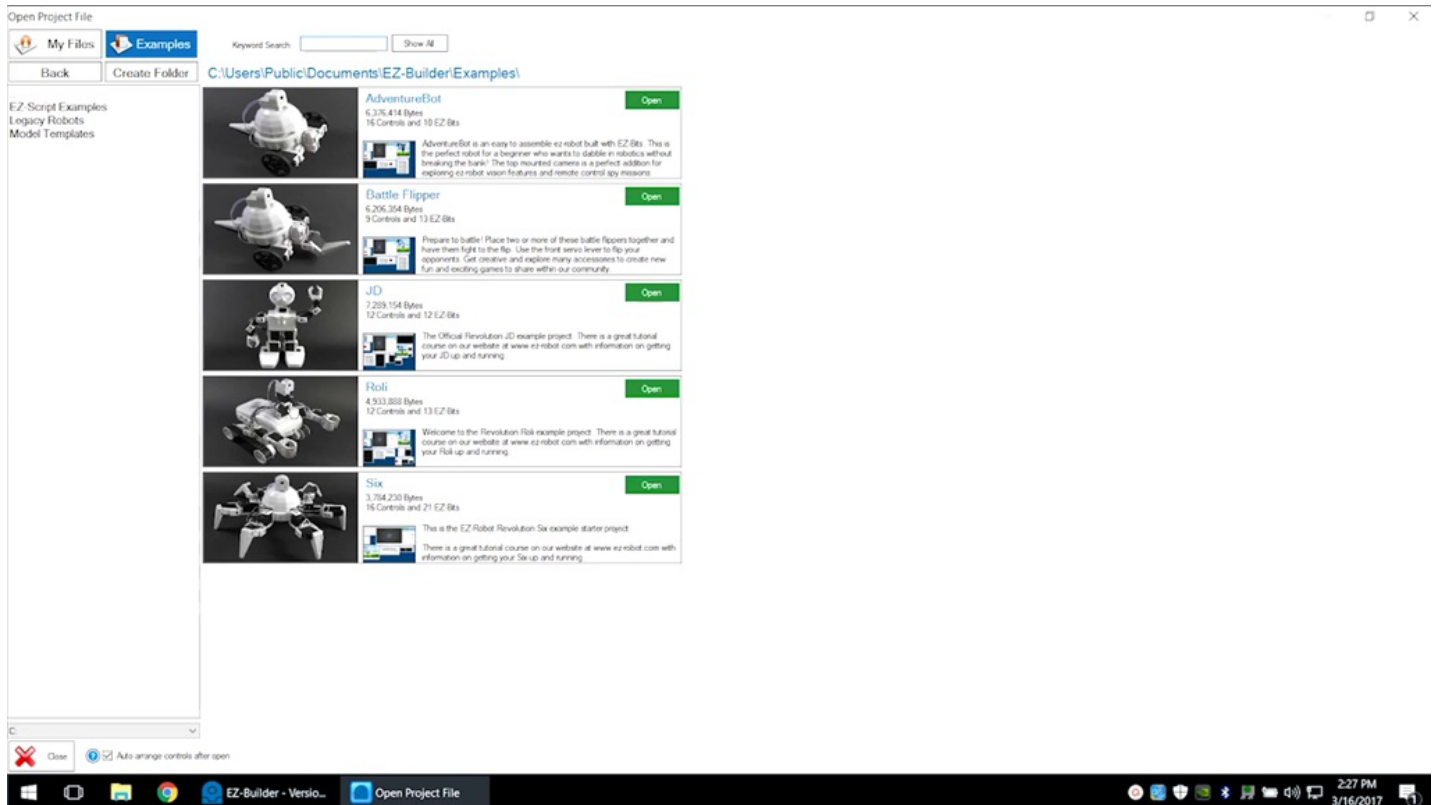 Open Project File
My Files
Examples
Keyword Search
Show All
Back
Create Folder
C:\Users\Public\Documents\EZ-Builder\Examples\
EZ-Script Examples
Legacy Robots
Model Templates
AdventureBot
Open
6,376,414 Bytes
16 Controls and 10 EZ-Bits
AdventureBot is an easy to assemble ez-robot built with EZ-Bits. This is
the perfect robot for a beginner who wants to dabble in robotics without
breaking the bank! The top mounted camera is a perfect addition for
exploring ez-robot vision features and remote control spy missions
Battle Flipper
Open
6,206,354 Bytes
9 Controls and 13 EZ-Bits
Prepare to battle! Place two or more of these battle flippers together and
have them fight to the flip. Use the front servo lever to flip your
opponents. Get creative and explore many accessories to create new
fun and exciting games to share within our community.
JD
Open
7,289,154 Bytes
12 Controls and 12 EZ-Bits
The Official Revolution JD example project. There is a great tutorial
course on our website at www.ez-robot.com with information on getting
your JD up and running
Roli
Open
4,933,888 Bytes
12 Controls and 13 EZ-Bits
Welcome to the Revolution Roli example project. There is a great tutorial
course on our website at www.ez-robot.com with information on getting
your Roli up and running.
Six
Open
3,784,230 Bytes
16 Controls and 21 EZ-Bits
This is the EZ-Robot Revolution Six example starter project.
There is a great tutorial course on our website at www.ez-robot.com with
information on getting your Six up and running
C:
Close
Auto arrange controls after open
EZ-Builder - Versio...
Open Project File
2:27 PM
3/16/2017